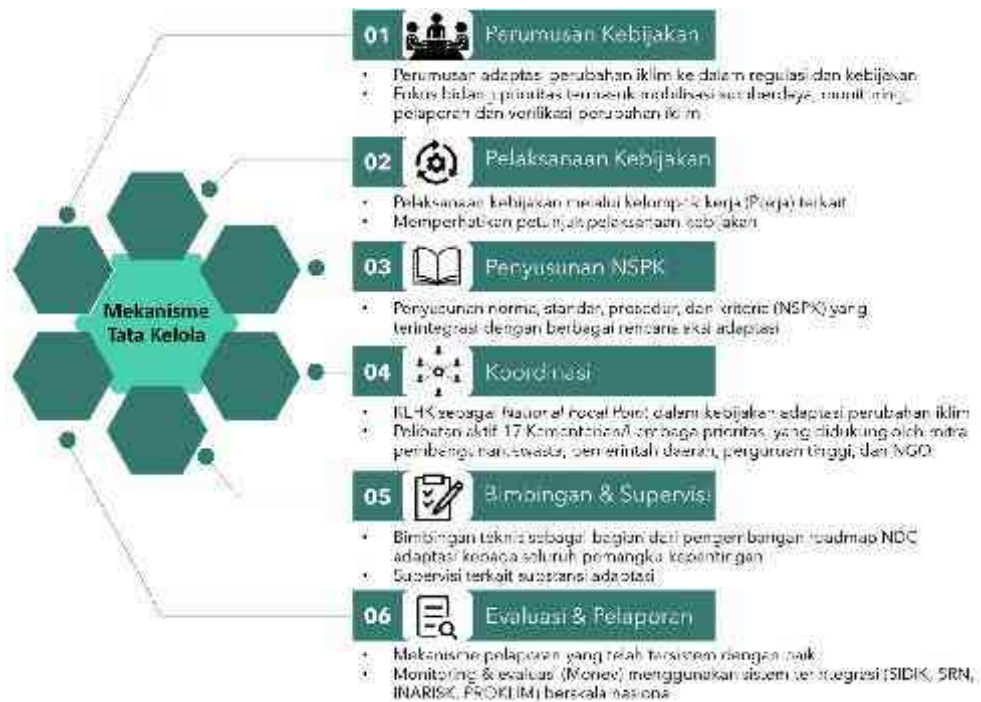 01 Perumusan Kebijakan
• Perumusan adaptasi perubahan iklim ke dalam regulasi dan kebijakan
• Fokus bidang prioritas termasuk mobilisasi sumberdaya, monitoring,
pelaporan dan verifikasi perubahan iklim
02 Pelaksanaan Kebijakan
• Pelaksanaan kebijakan melalui kelompok kerja (Pokja) terkait
• Memperhatikan petunjuk pelaksanaan kebijakan
03 Penyusunan NSPK
• Penyusunan norma, standar, prosedur, dan kriteria (NSPK) yang
terintegrasi dengan berbagai rencana aksi adaptasi
Mekanisme
Tata Kelola
04 Koordinasi
• KLHK sebagai National Focal Point dalam kebijakan adaptasi perubahan iklim
• Pelibatan aktif 17 Kementerian/Lembaga prioritas, yang didukung oleh mitra
pembangunan, swasta, pemerintah daerah, perguruan tinggi, dan NGO
05 Bimbingan & Supervisi
• Bimbingan teknis sebagai bagian dari pengembangan roadmap NDC
adaptasi kepada seluruh pemangku kepentingan
• Supervisi terkait substansi adaptasi
06 Evaluasi & Pelaporan
• Mekanisme pelaporan yang telah tersistem dengan baik
• Monitoring & evaluasi (Monev) menggunakan sistem terintegrasi (SIDIK, SRN,
INARISK, PROKLIM) berskala nasional